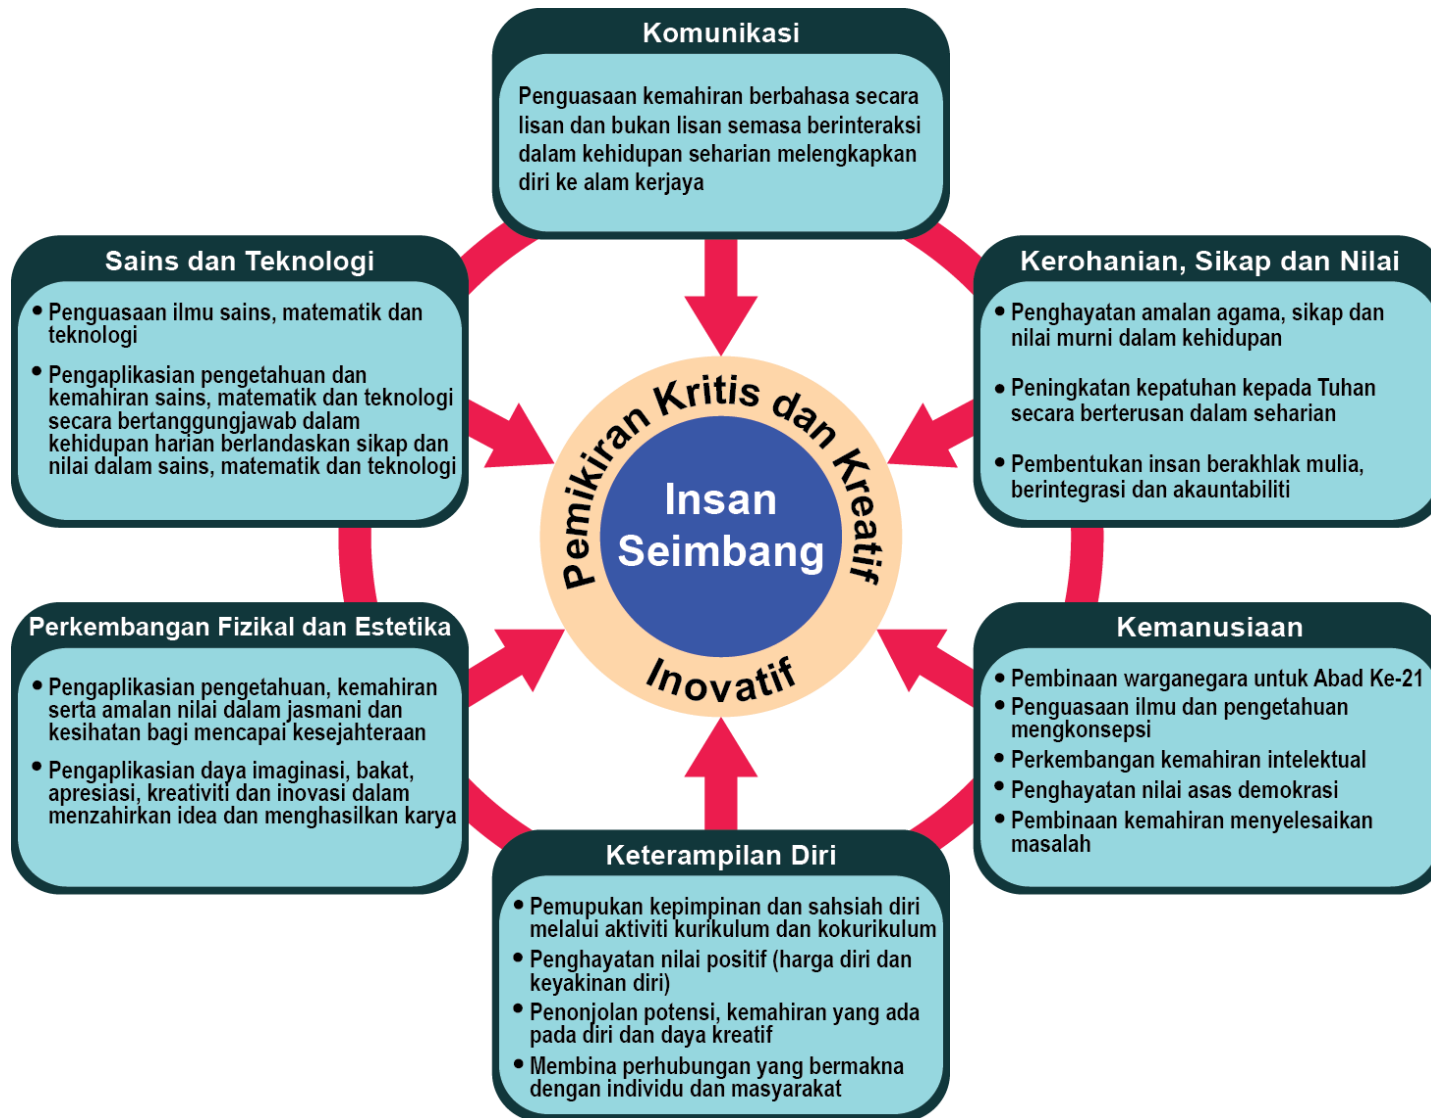 Komunikasi
Penguasaan kemahiran berbahasa secara
lisan dan bukan lisan semasa berinteraksi
dalam kehidupan seharian melengkapkan
diri ke alam kerjaya
Sains dan Teknologi
• Penguasaan ilmu sains, matematik dan
teknologi
• Pengaplikasian pengetahuan dan
kemahiran sains, matematik dan teknologi
secara bertanggungjawab dalam
kehidupan harian berlandaskan sikap dan
nilai dalam sains, matematik dan teknologi
Kerohanian, Sikap dan Nilai
• Penghayatan amalan agama, sikap dan
nilai murni dalam kehidupan
• Peningkatan kepatuhan kepada Tuhan
secara berterusan dalam seharian
• Pembentukan insan berakhlak mulia,
berintegrasi dan akauntabiliti
Pemikiran Kritis dan Kreatif
Insan
Seimbang
Inovatif
Perkembangan Fizikal dan Estetika
• Pengaplikasian pengetahuan, kemahiran
serta amalan nilai dalam jasmani dan
kesihatan bagi mencapai kesejahteraan
• Pengaplikasian daya imaginasi, bakat,
apresiasi, kreativiti dan inovasi dalam
menzahirkan idea dan menghasilkan karya
Kemanusiaan
• Pembinaan warganegara untuk Abad Ke-21
• Penguasaan ilmu dan pengetahuan
mengkonsepsi
• Perkembangan kemahiran intelektual
• Penghayatan nilai asas demokrasi
• Pembinaan kemahiran menyelesaikan
masalah
Keterampilan Diri
• Pemupukan kepimpinan dan sahsiah diri
melalui aktiviti kurikulum dan kokurikulum
• Penghayatan nilai positif (harga diri dan
keyakinan diri)
• Penonjolan potensi, kemahiran yang ada
pada diri dan daya kreatif
• Membina perhubungan yang bermakna
dengan individu dan masyarakat